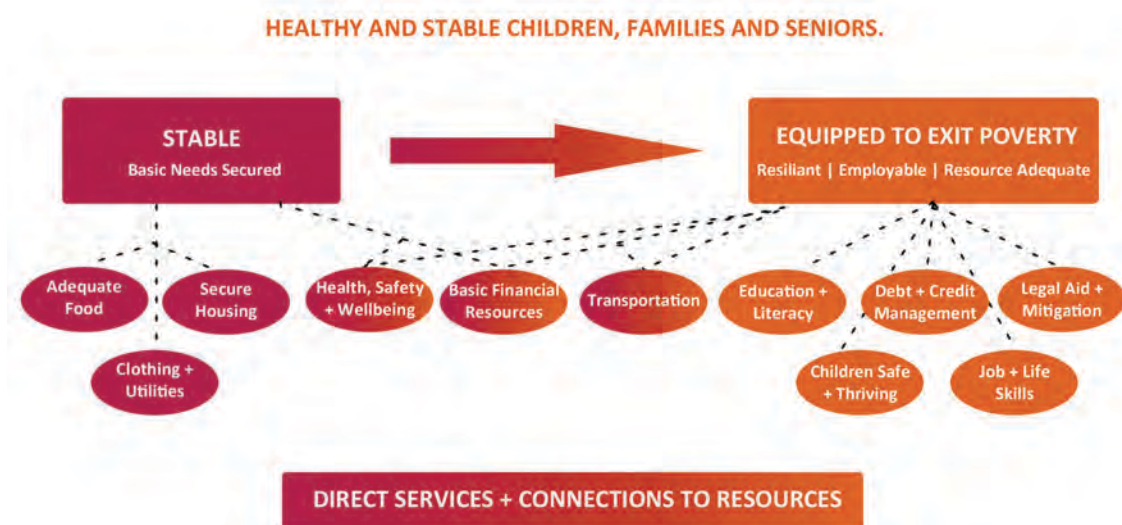 HEALTHY AND STABLE CHILDREN, FAMILIES AND SENIORS.
STABLE
Basic Needs Secured
EQUIPPED TO EXIT POVERTY
Resiliant | Employable | Resource Adequate
Adequate
Food
Secure
Housing
Health, Safety
+ Wellbeing
Basic Financial
Resources
Transportation
Education +
Literacy
Debt + Credit
Management
Legal Aid +
Mitigation
Clothing +
Utilities
Children Safe
+ Thriving
Job + Life
Skills
DIRECT SERVICES + CONNECTIONS TO RESOURCES